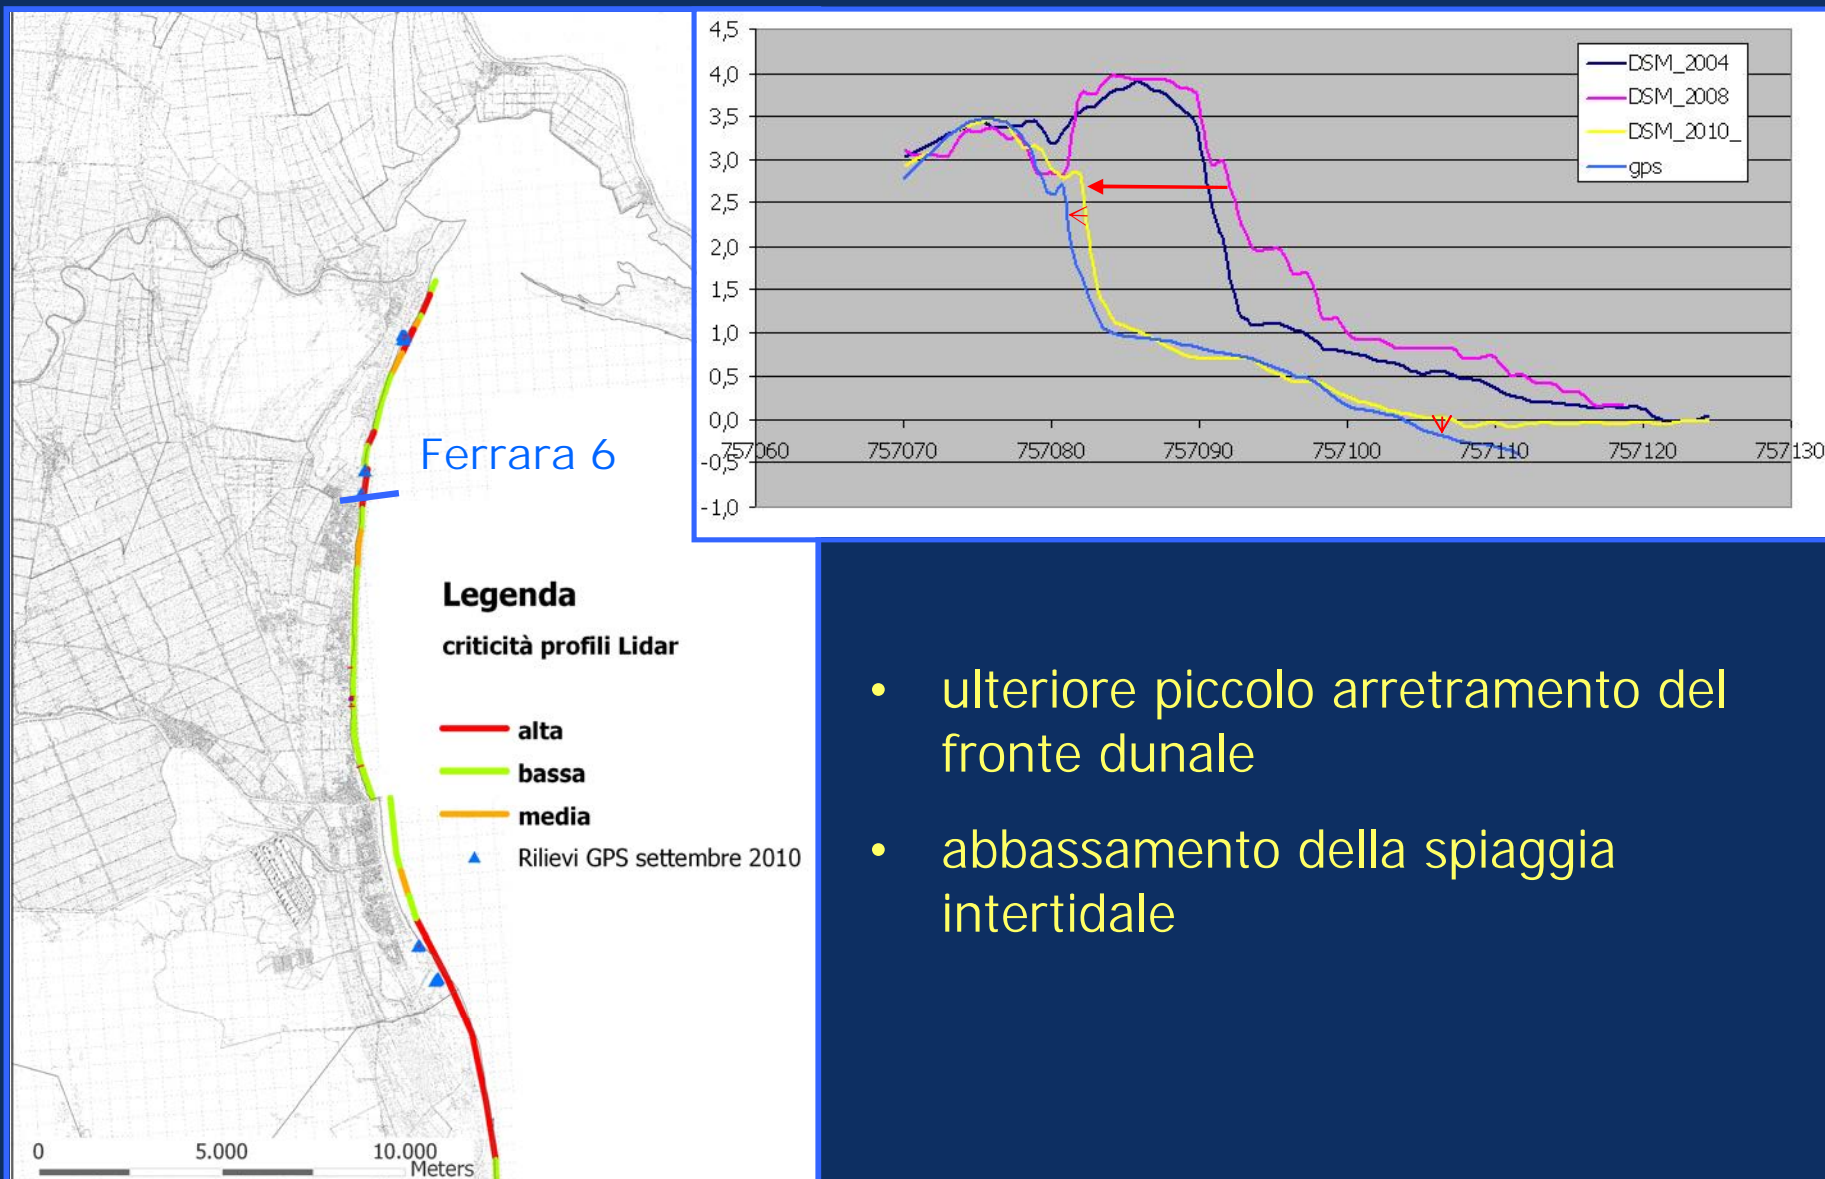 Ferrara 6
Legenda
criticità profili Lidar
alta
bassa
media
Rilievi GPS settembre 2010
0 5.000 10.000
Meters
4,5
4,0
3,5
3,0
2,5
2,0
1,5
1,0
0,5
0,0
-0,5
-1,0
757060 757070 757080 757090 757100 757110 757120 757130
DSM_2004
DSM_2008
DSM_2010_
gps
• ulteriore piccolo arretramento del
fronte dunale
• abbassamento della spiaggia
intertidale